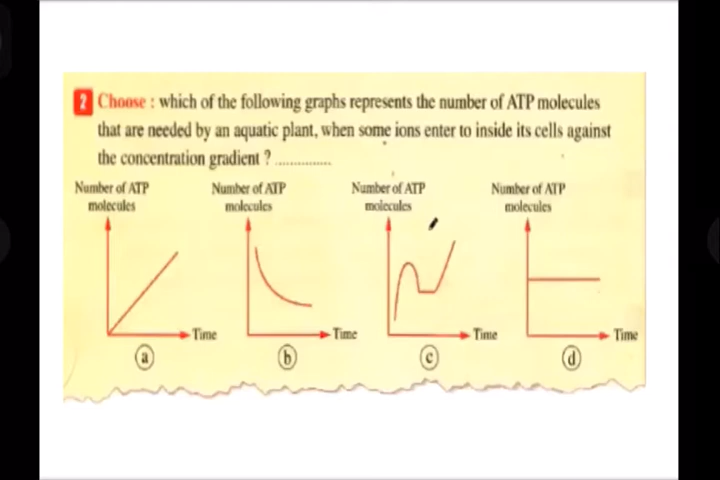 2 Choose : which of the following graphs represents the number of ATP molecules
that are needed by an aquatic plant, when some ions enter to inside its cells against
the concentration gradient ? ..............
Number of ATP
molecules
Time
a
Number of ATP
molecules
Time
b
Number of ATP
molecules
Time
c
Number of ATP
molecules
Time
d